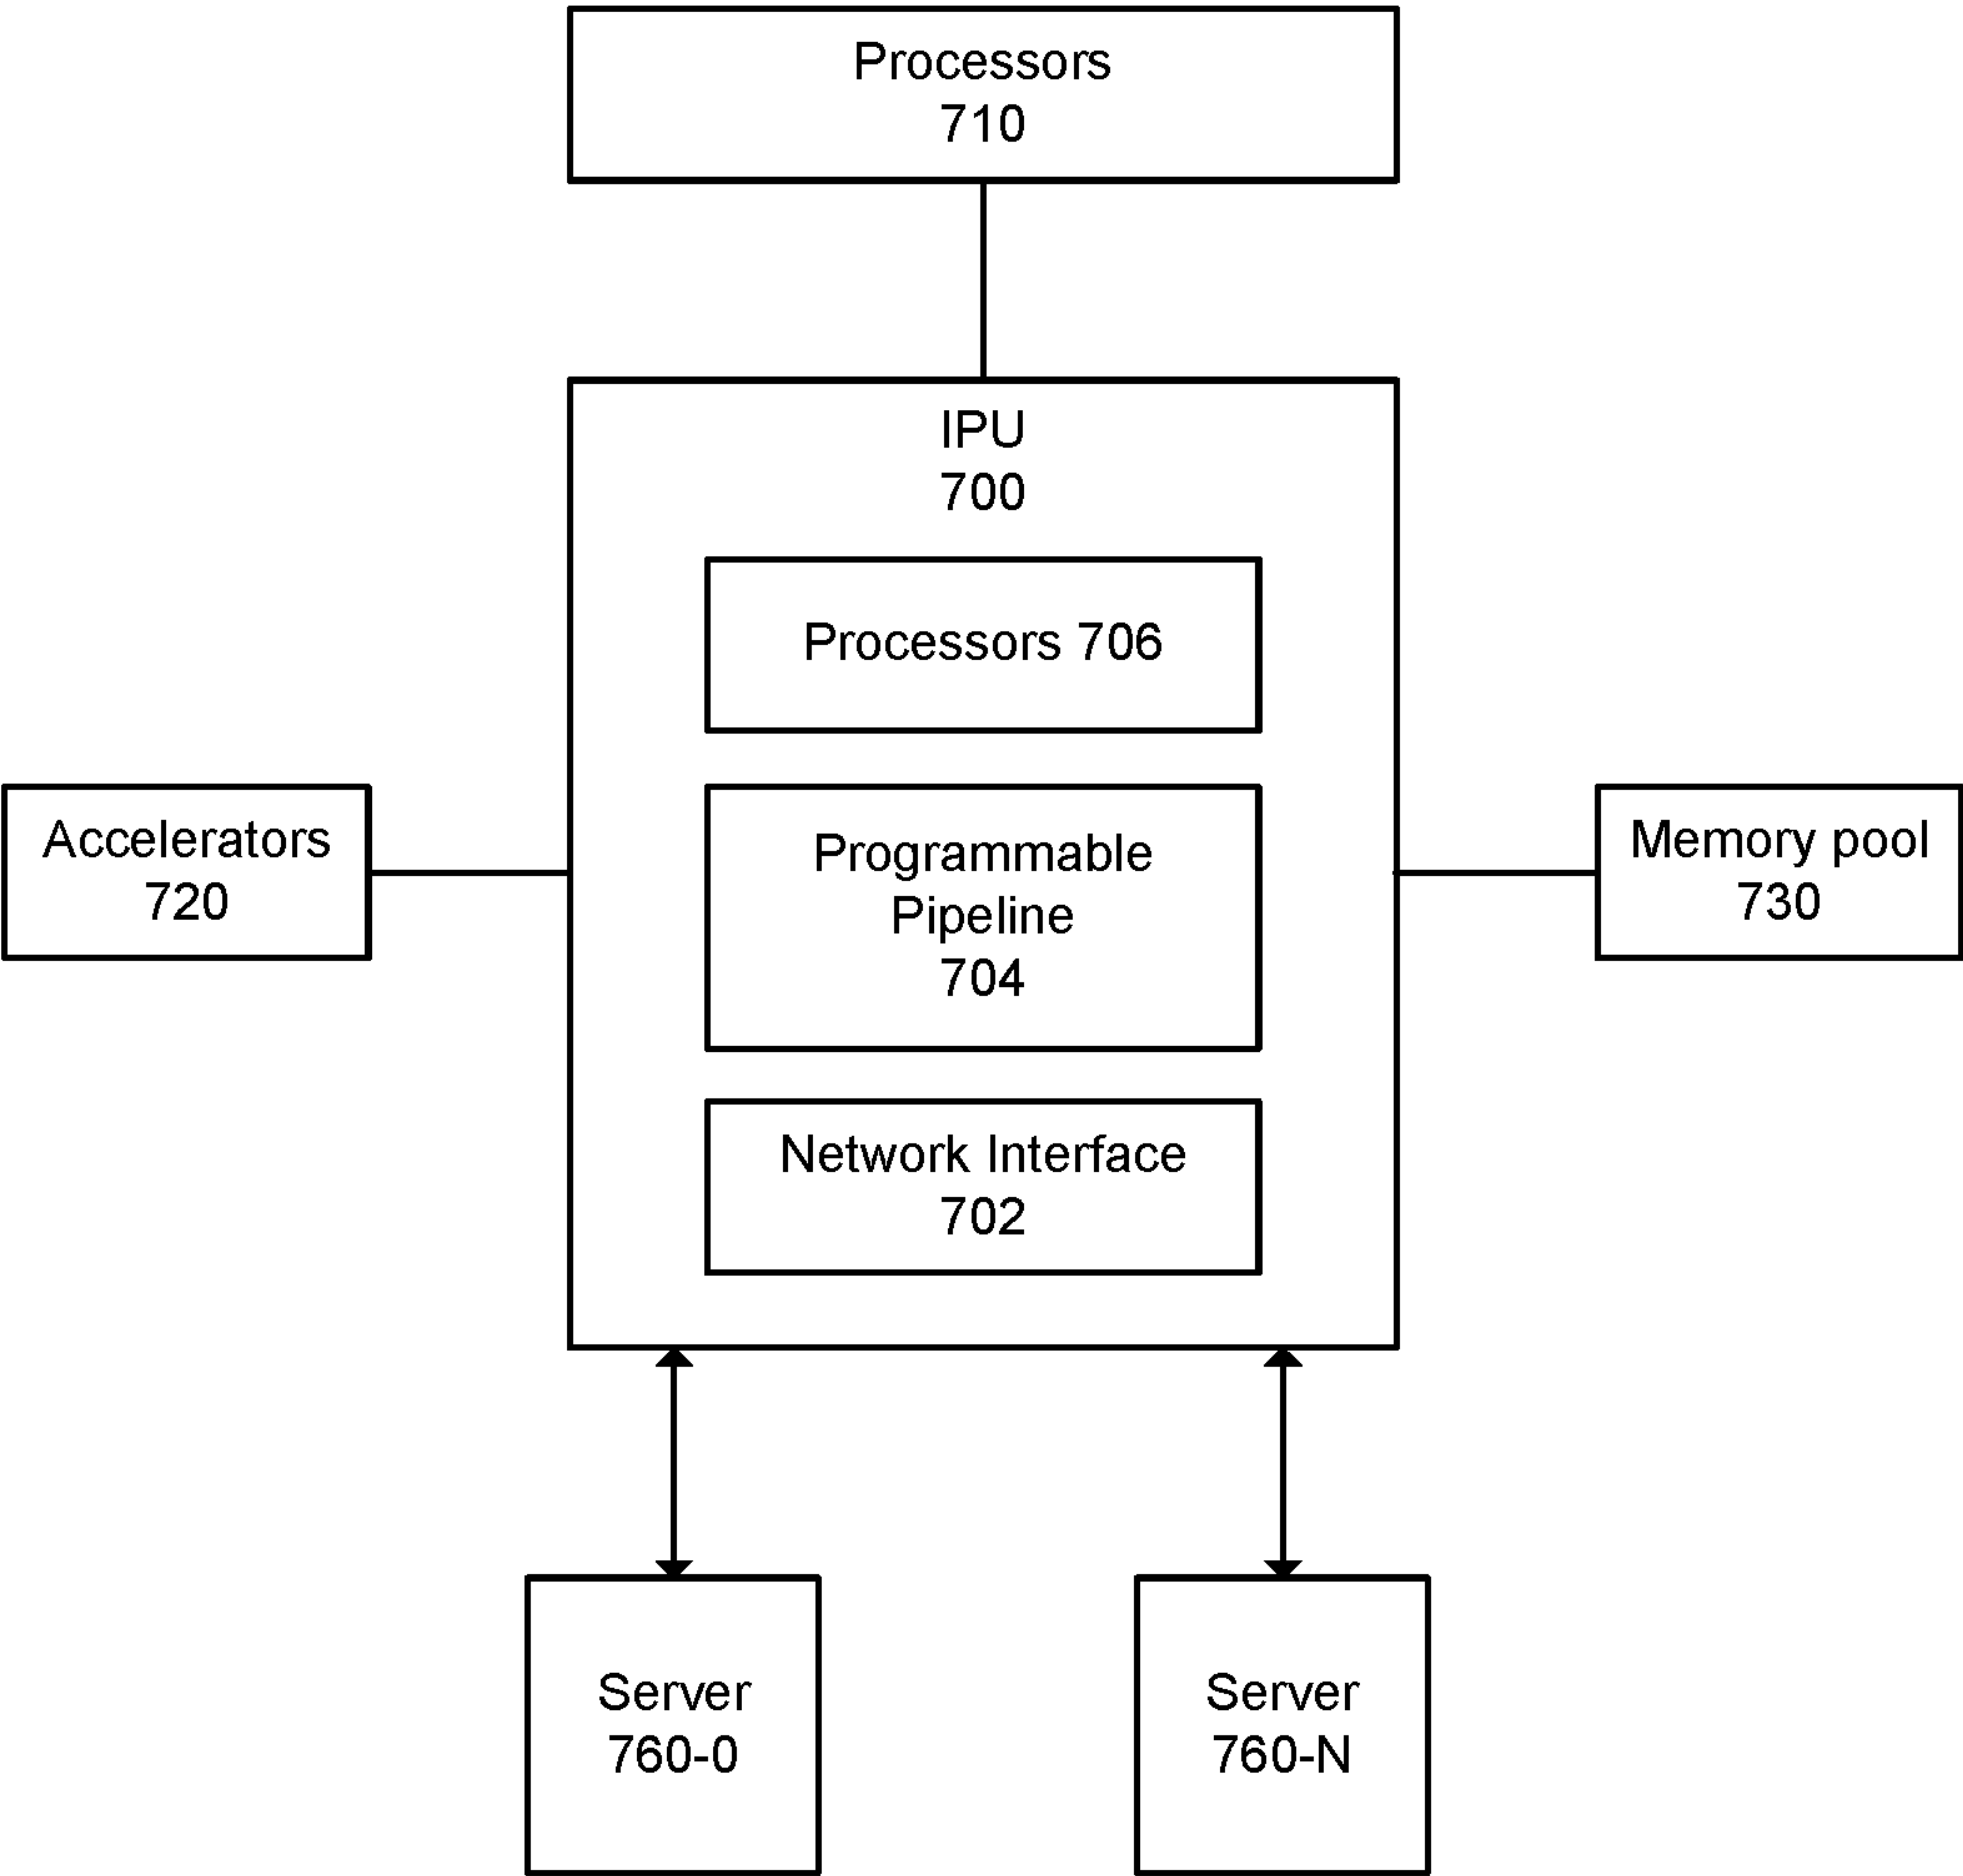 Processors
710
IPU
700
Processors 706
Accelerators
720
Programmable
Pipeline
704
Memory pool
730
Network Interface
702
Server
760-0
Server
760-N